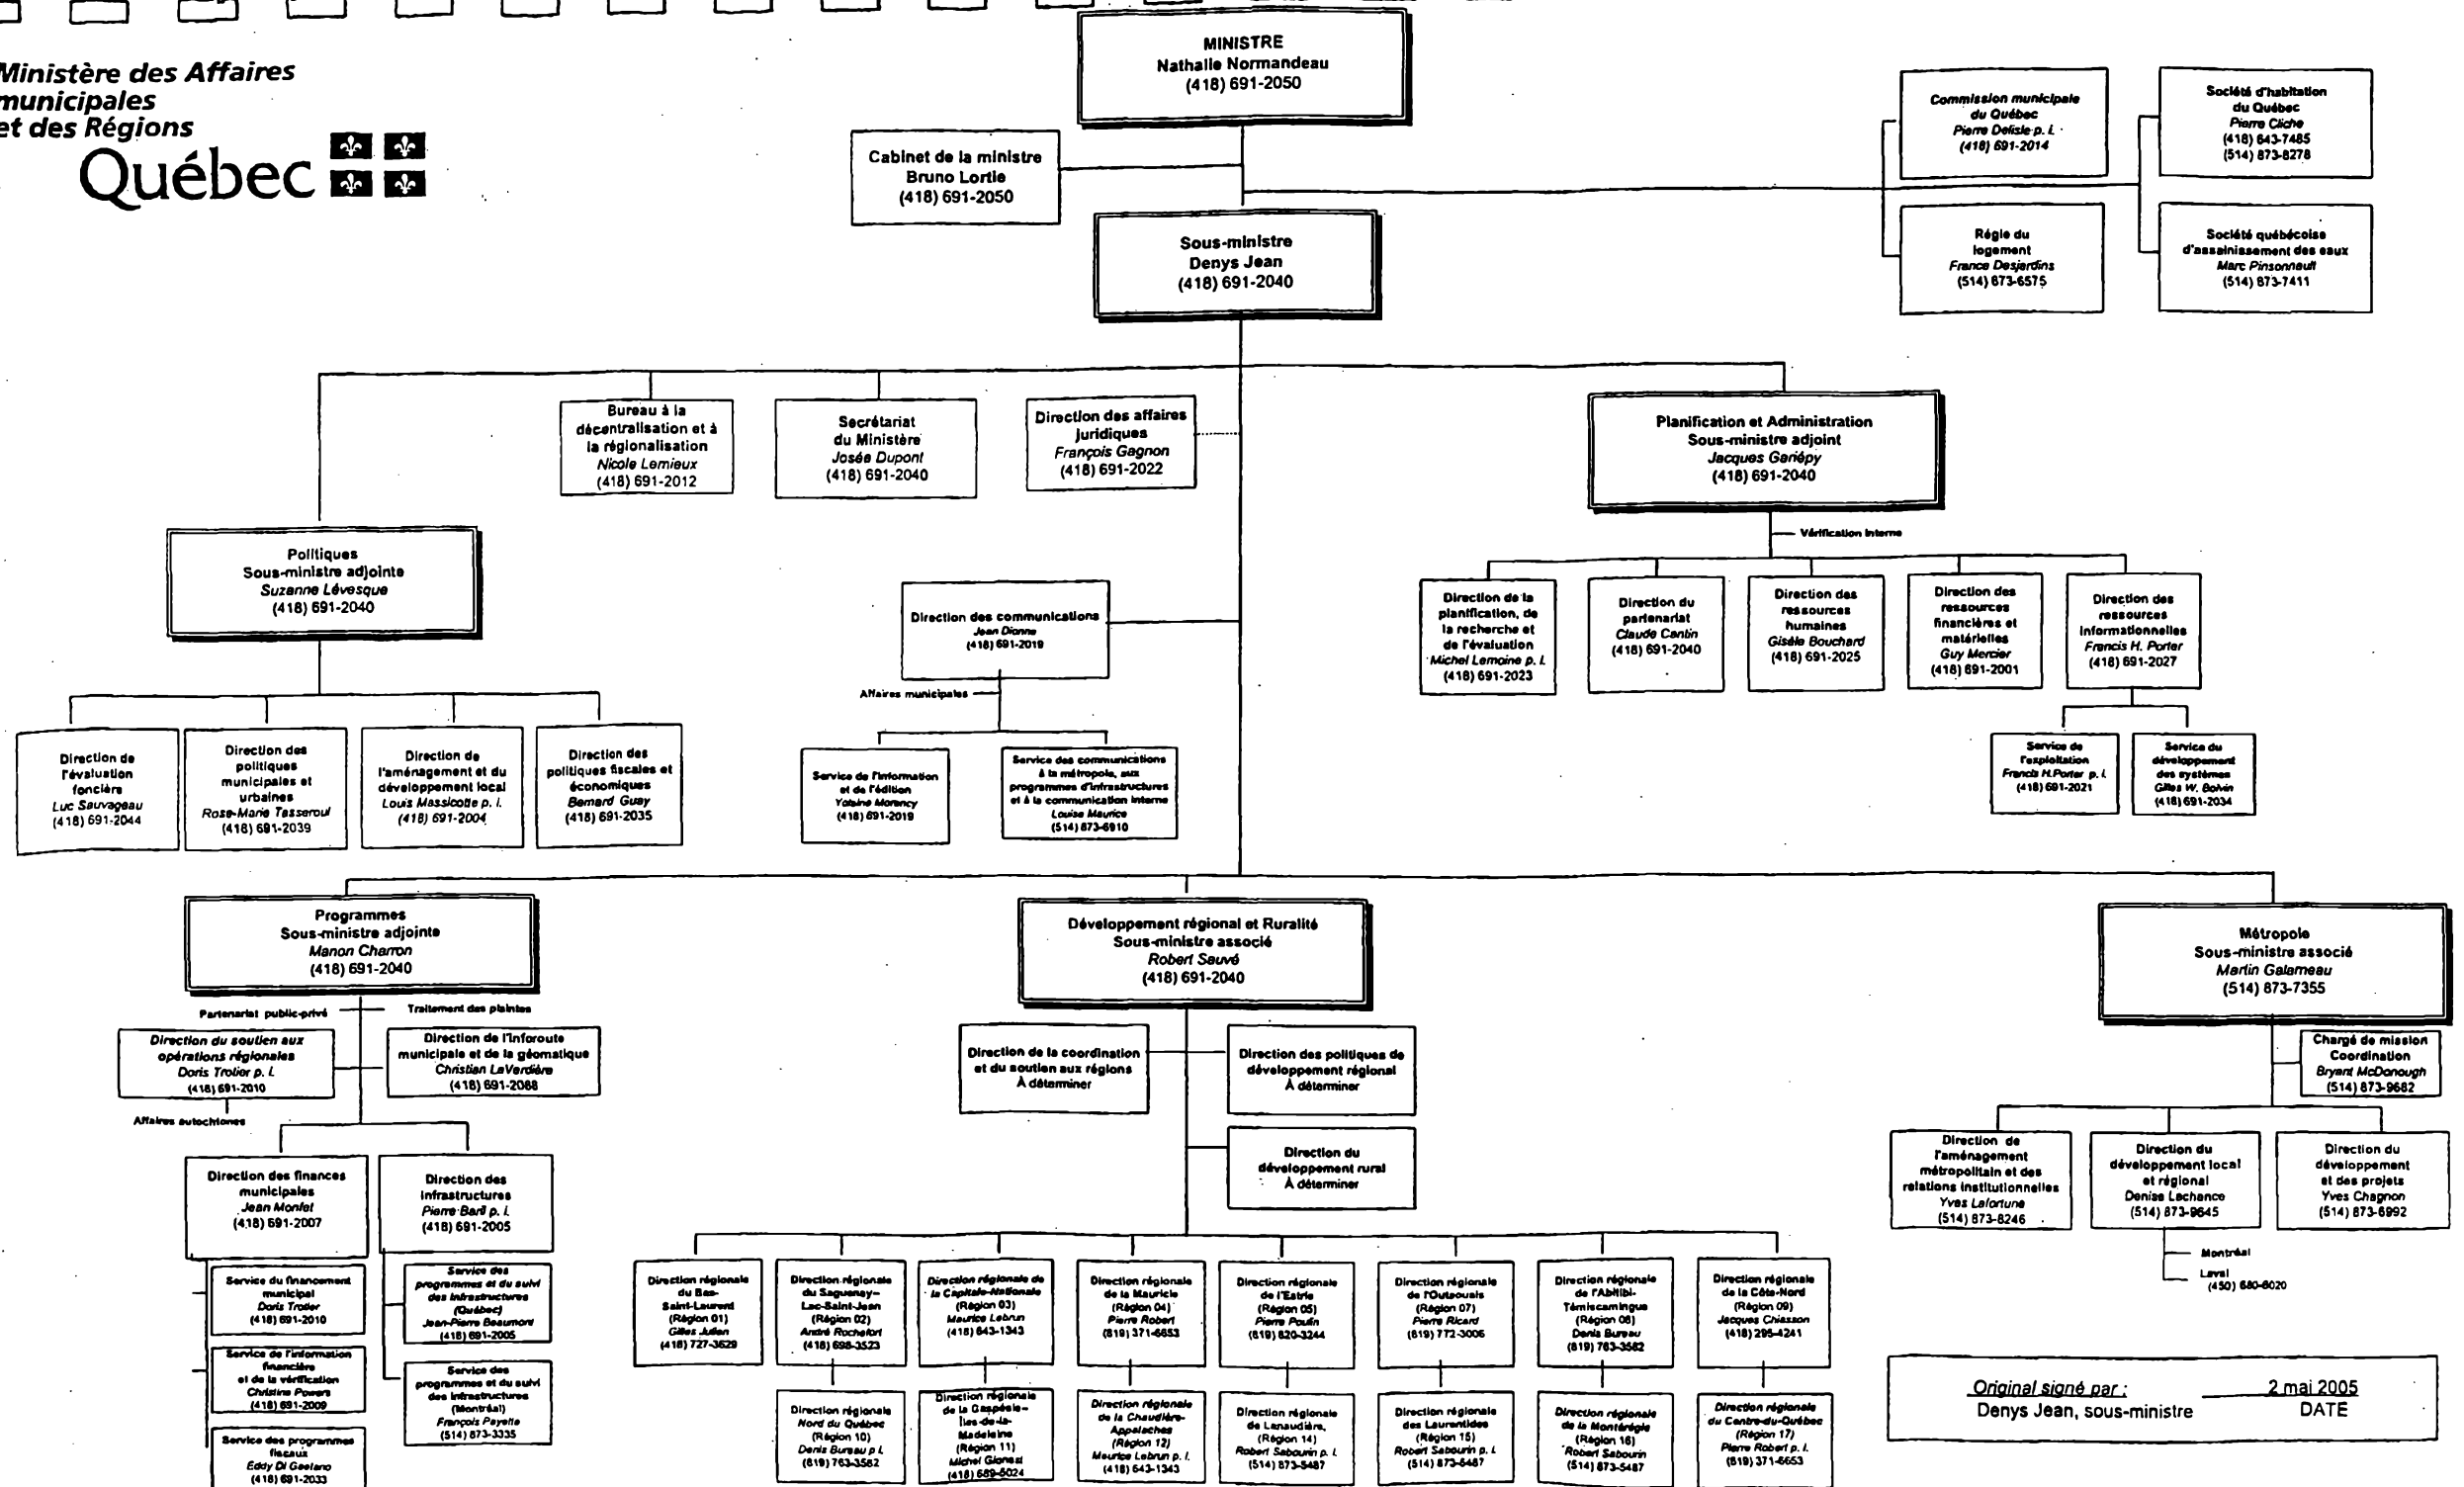 Ministère des Affaires
municipales
et des Régions
Québec
MINISTRE
Nathalie Normandeau
(418) 691-2050
Cabinet de la ministre
Bruno Lortie
(418) 691-2050
Sous-ministre
Denys Jean
(418) 691-2040
Commission municipale
du Québec
Pierre Delisle p. i.
(418) 691-2014
Société d'habitation
du Québec
Pierre Cliche
(418) 643-7485
(514) 873-8278
Régie du
logement
France Desjardins
(514) 873-6575
Société québécoise
d'assainissement des eaux
Marc Pinsonnault
(514) 873-7411
Bureau à la
décentralisation et à
la régionalisation
Nicole Lemieux
(418) 691-2012
Secrétariat
du Ministère
Josée Dupont
(418) 691-2040
Direction des affaires
juridiques
François Gagnon
(418) 691-2022
Planification et Administration
Sous-ministre adjoint
Jacques Gariépy
(418) 691-2040
Vérification interne
Politiques
Sous-ministre adjointe
Suzanne Lévesque
(418) 691-2040
Direction des communications
Jean Dionne
(418) 691-2019
Affaires municipales
Direction de la
planification, de
la recherche et
de l'évaluation
Michel Lemoine p. i.
(418) 691-2023
Direction du
partenariat
Claude Cantin
(418) 691-2040
Direction des
ressources
humaines
Gisèle Bouchard
(418) 691-2025
Direction des
ressources
financières et
matérielles
Guy Mercier
(418) 691-2001
Direction des
ressources
informationnelles
Francis H. Porter
(418) 691-2027
Direction de
l'évaluation
foncière
Luc Sauvageau
(418) 691-2044
Direction des
politiques
municipales et
urbaines
Rose-Marie Tasseroul
(418) 691-2039
Direction de
l'aménagement et du
développement local
Louis Massicotte p. i.
(418) 691-2004
Direction des
politiques fiscales et
économiques
Bernard Guay
(418) 691-2035
Service de l'information
et de l'édition
Yolaine Morency
(418) 691-2019
Service des communications
à la métropole, aux
programmes d'infrastructures
et à la communication interne
Louise Maurice
(514) 873-6910
Service de
l'exploitation
Francis H.Porter p. i.
(418) 691-2021
Service du
développement
des systèmes
Gilles W. Boivin
(418) 691-2034
Programmes
Sous-ministre adjointe
Manon Charron
(418) 691-2040
Développement régional et Ruralité
Sous-ministre associé
Robert Sauvé
(418) 691-2040
Métropole
Sous-ministre associé
Martin Galarneau
(514) 873-7355
Partenariat public-privé
Traitement des plaintes
Direction du soutien aux
opérations régionales
Doris Trotier p. i.
(418) 691-2010
Affaires autochtones
Direction de l'Inforoute
municipale et de la géomatique
Christian LaVerdière
(418) 691-2088
Direction de la coordination
et du soutien aux régions
À déterminer
Direction des politiques de
développement régional
À déterminer
Direction du
développement rural
À déterminer
Chargé de mission
Coordination
Bryant McDonough
(514) 873-9682
Direction de
l'aménagement
métropolitain et des
relations institutionnelles
Yves Lafortune
(514) 873-8246
Direction du
développement local
et régional
Denise Lachance
(514) 873-9645
Direction du
développement
et des projets
Yves Chagnon
(514) 873-6992
Montréal
Laval
(450) 680-6020
Direction des finances
municipales
Jean Monfet
(418) 691-2007
Direction des
infrastructures
Pierre Baril p. i.
(418) 691-2005
Service du financement
municipal
Doris Trotier
(418) 691-2010
Service de l'information
financière
et de la vérification
Christine Powers
(418) 691-2009
Service des programmes
fiscaux
Eddy Di Gaetano
(418) 691-2033
Service des
programmes et du suivi
des infrastructures
(Québec)
Jean-Pierre Beaumont
(418) 691-2005
Service des
programmes et du suivi
des infrastructures
(Montréal)
François Payette
(514) 873-3335
Direction régionale
du Bas-
Saint-Laurent
(Région 01)
Gilles Julien
(418) 727-3629
Direction régionale
du Saguenay–
Lac-Saint-Jean
(Région 02)
André Rochefort
(418) 698-3523
Direction régionale de
la Capitale-Nationale
(Région 03)
Maurice Lebrun
(418) 643-1343
Direction régionale
de la Mauricie
(Région 04)
Pierre Robert
(819) 371-6653
Direction régionale
de l'Estrie
(Région 05)
Pierre Poulin
(819) 820-3244
Direction régionale
de l'Outaouais
(Région 07)
Pierre Ricard
(819) 772-3006
Direction régionale
de l'Abitibi-
Témiscamingue
(Région 08)
Denis Bureau
(819) 763-3582
Direction régionale
de la Côte-Nord
(Région 09)
Jacques Chiasson
(418) 295-4241
Direction régionale
Nord du Québec
(Région 10)
Denis Bureau p i.
(819) 763-3582
Direction régionale
de la Gaspésie–
Îles-de-la-
Madeleine
(Région 11)
Michel Gionest
(418) 689-5024
Direction régionale
de la Chaudière-
Appalaches
(Région 12)
Maurice Lebrun p. i.
(418) 643-1343
Direction régionale
de Lanaudière,
(Région 14)
Robert Sabourin p. i.
(514) 873-5487
Direction régionale
des Laurentides
(Région 15)
Robert Sabourin p. i.
(514) 873-5487
Direction régionale
de la Montérégie
(Région 16)
Robert Sabourin
(514) 873-5487
Direction régionale
du Centre-du-Québec
(Région 17)
Pierre Robert p. i.
(819) 371-6653
Original signé par :
2 mai 2005
Denys Jean, sous-ministre
DATE